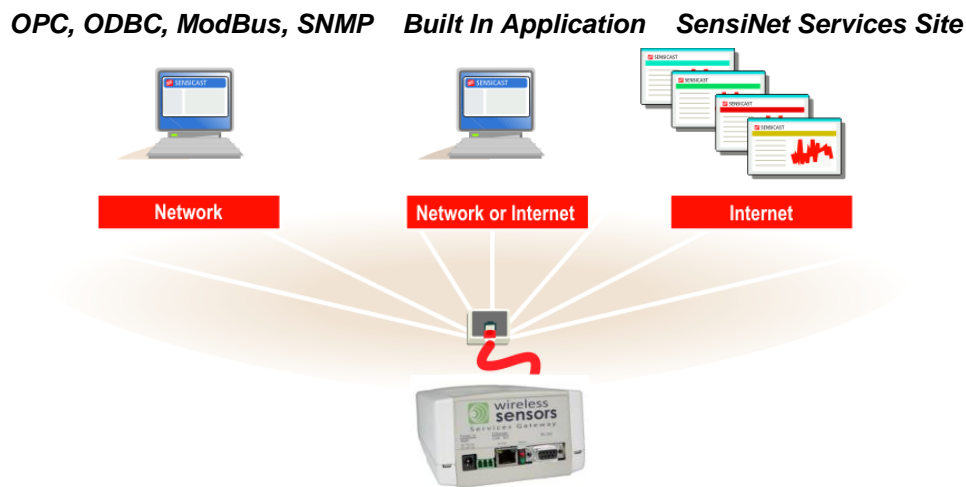 OPC, ODBC, ModBus, SNMP Built In Application SensiNet Services Site
SENSICAST
SENSICAST
SENSICAST
SENSICAST
SENSICAST
SENSICAST
Network
Network or Internet
Internet
wireless
sensors
Services Gateway